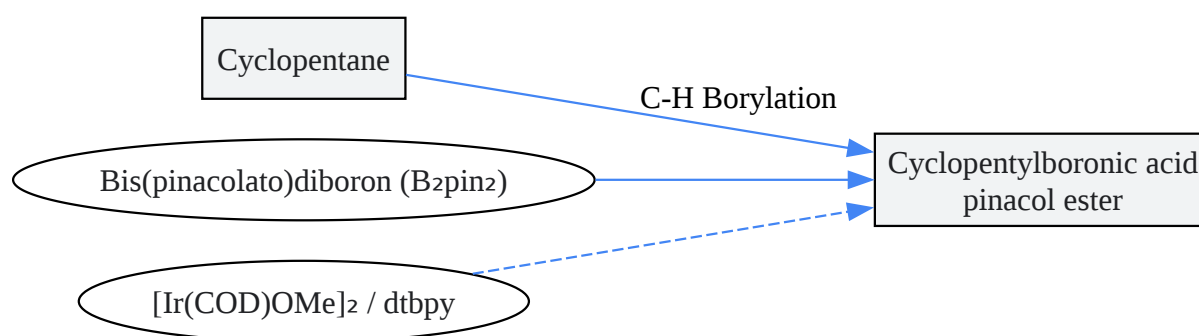 Cyclopentane
C-H Borylation
Bis(pinacolato)diboron (B₂pin₂)
Cyclopentylboronic acid
pinacol ester
[Ir(COD)OMe]₂ / dtbpy